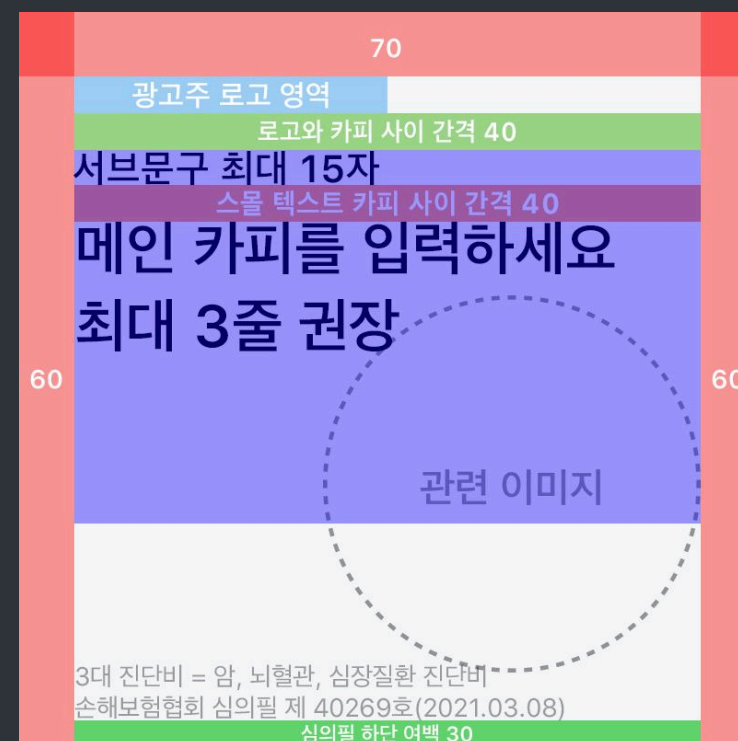 70
광고주 로고 영역
로고와 카피 사이 간격 40
서브문구 최대 15자
스몰 텍스트 카피 사이 간격 40
메인 카피를 입력하세요
최대 3줄 권장
60
60
관련 이미지
3대 진단비 = 암, 뇌혈관, 심장질환 진단비
손해보험협회 심의필 제 40269호(2021.03.08)
심의필 하단 여백 30